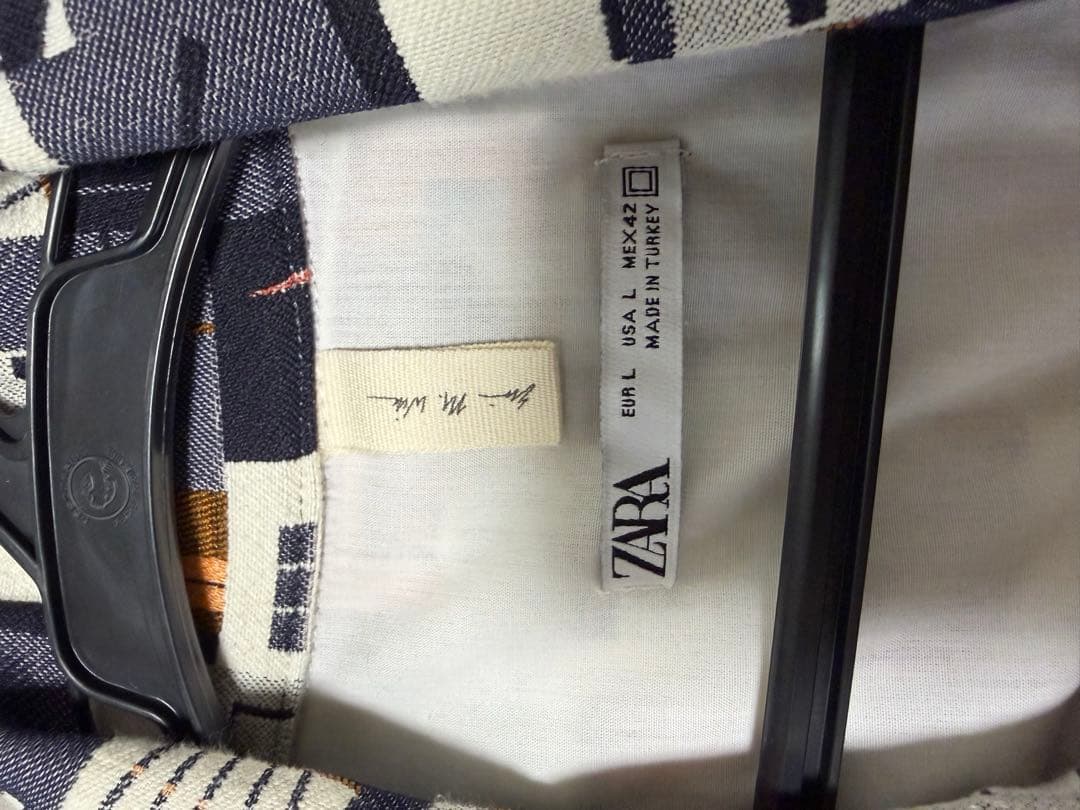 ZARA
EUR L USA L MEX 42
MADE IN TURKEY
M.